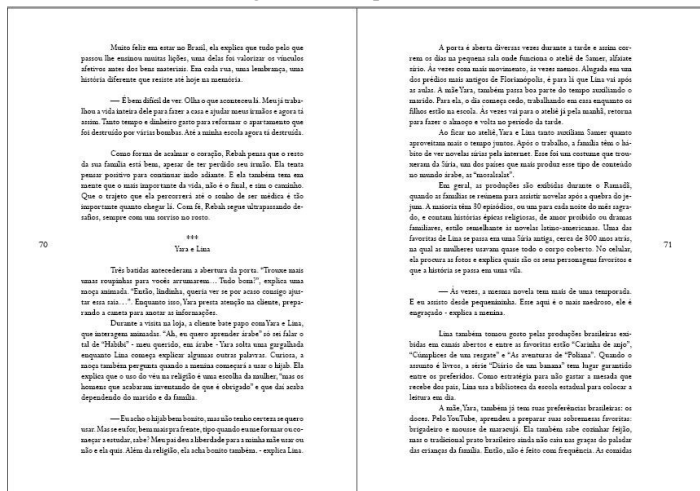 Muito feliz em estar no Brasil, ela explica que tudo pelo que
passou lhe ensinou muitas lições, uma delas foi valorizar os vínculos
afetivos antes dos bens materiais. Em cada rua, uma lembrança, uma
história diferente que resiste até hoje na memória.
— É bem difícil de ver. Olha o que aconteceu lá. Meu já traba-
lhou a vida inteira dele para fazer a casa e ajudar meus irmãos e agora tá
assim. Tanto tempo e dinheiro gasto para reformar o apartamento que
foi destruído por várias bombas. Até a minha escola agora tá destruída.
Como forma de acalmar o coração, Rebah pensa que o resto
da sua família está bem, apesar de ter perdido seu irmão. Ela tenta
pensar positivo para continuar indo adiante. E ela também tem em
mente que o mais importante da vida, não é o final, e sim o caminho.
Que o trajeto que ela percorrerá até o sonho de ser médica é tão
importante quanto chegar lá. Com fé, Rebah segue ultrapassando de-
safios, sempre com um sorriso no rosto.
***
70
Yara e Lina
Três batidas antecederam a abertura da porta. “Trouxe mais
umas roupinhas para vocês arrumarem... Tudo bom?”, explica uma
moça animada. “Então, lindinha, queria ver se por acaso consigo ajus-
tar essa saia...”. Enquanto isso, Yara presta atenção na cliente, prepa-
rando a caneta para anotar as informações.
Durante a visita na loja, a cliente bate papo com Yara e Lina,
que interagem animadas. “Ah, eu quero aprender árabe” só sei falar o
tal de “Habibi” - meu querido, em árabe - Yara solta uma gargalhada
enquanto Lina começa explicar algumas outras palavras. Curiosa, a
moça também pergunta quando a menina começará a usar o hijab. Ela
explica que o uso do véu na religião é uma escolha da mulher, “mas os
homens que acabaram inventando de que é obrigado” e que daí acaba
dependendo do marido e da família.
— Eu acho o hijab bem bonito, mas não tenho certeza se quero
usar. Mas se eu for, bem mais pra frente, tipo quando eu me formar ou co-
meçar a estudar, sabe? Meu pai deu a liberdade para a minha mãe usar ou
não e ela quis. Além da religião, ela acha bonito também. - explica Lina.
A porta é aberta diversas vezes durante a tarde e assim cor-
rem os dias na pequena sala onde funciona o ateliê de Samer, alfaiate
sírio. Às vezes com mais movimento, às vezes menos. Alugada em um
dos prédios mais antigos de Florianópolis, é para lá que Lina vai após
as aulas. A mãe Yara, também passa boa parte do tempo auxiliando o
marido. Para ela, o dia começa cedo, trabalhando em casa enquanto os
filhos estão na escola. Às vezes vai para o ateliê já pela manhã, retorna
para fazer o almoço e volta no período da tarde.
Ao ficar no ateliê, Yara e Lina tanto auxiliam Samer quanto
aproveitam mais o tempo juntos. Após o trabalho, a família têm o há-
bito de ver novelas sírias pela internet. Esse foi um costume que trou-
xeram da Síria, um dos países que mais produz esse tipo de conteúdo
no mundo árabe, as “mosalsalat”.
Em geral, as produções são exibidas durante o Ramadã,
quando as famílias se reúnem para assistir novelas após a quebra do je-
jum. A maioria têm 30 episódios, ou um para cada noite do mês sagra-
do, e contam histórias épicas religiosas, de amor proibido ou dramas
familiares, estilo semelhante às novelas latino-americanas. Uma das
favoritas de Lina se passa em uma Síria antiga, cerca de 300 anos atrás,
na qual as mulheres usavam quase todo o corpo coberto. No celular,
ela procura as fotos e explica quais são os seus personagens favoritos e
que a história se passa em uma vila.
71
— Às vezes, a mesma novela tem mais de uma temporada.
E eu assisto desde pequenininha. Esse aqui é o mais medroso, ele é
engraçado - explica a menina.
Lina também tomou gosto pelas produções brasileiras exi-
bidas em canais abertos e entre as favoritas estão “Carinha de anjo”,
“Cúmplices de um resgate” e “As aventuras de “Poliana”. Quando o
assunto é livros, a série “Diário de um banana” tem lugar garantido
entre os preferidos. Como estratégia para não gastar a mesada que
recebe dos pais, Lina usa a biblioteca da escola estadual para colocar a
leitura em dia.
A mãe, Yara, também já tem suas preferências brasileiras: os
doces. Pelo YouTube, aprendeu a preparar suas sobremesas favoritas:
brigadeiro e mousse de maracujá. Ela também sabe cozinhar feijão,
mas o tradicional prato brasileiro ainda não caiu nas graças do paladar
das crianças da família. Então, não é feito com frequência. As comidas